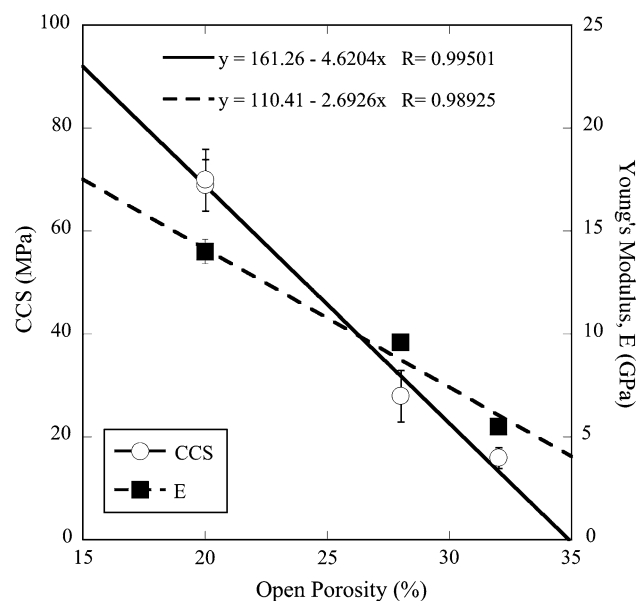 y = 161.26 - 4.6204x R= 0.99501
y = 110.41 - 2.6926x R= 0.98925
100
80
60
40
20
0
CCS (MPa)
25
20
15
10
5
0
Young's Modulus, E (GPa)
CCS
E
15
20
25
30
35
Open Porosity (%)